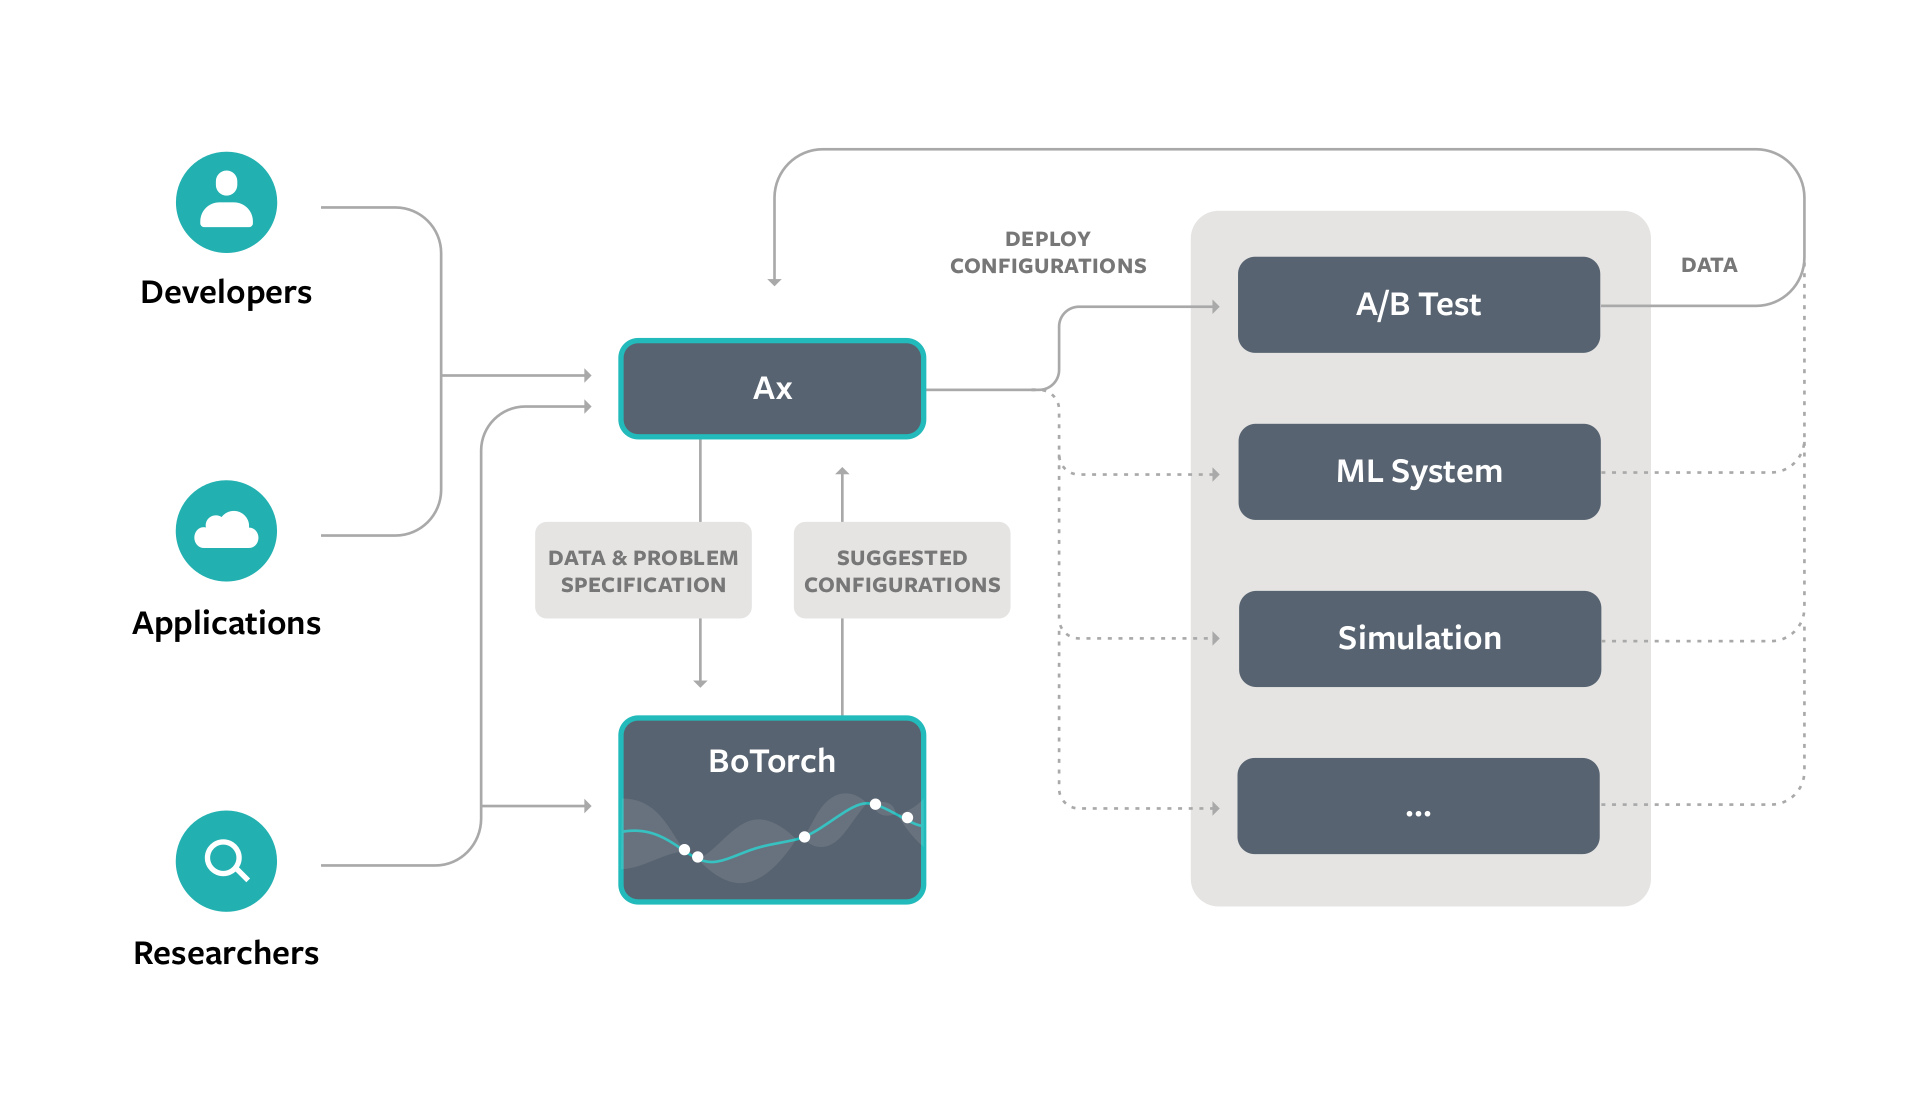 Developers
Applications
Researchers
Ax
DATA & PROBLEM
SPECIFICATION
SUGGESTED
CONFIGURATIONS
BoTorch
DEPLOY
CONFIGURATIONS
A/B Test
ML System
Simulation
...
DATA